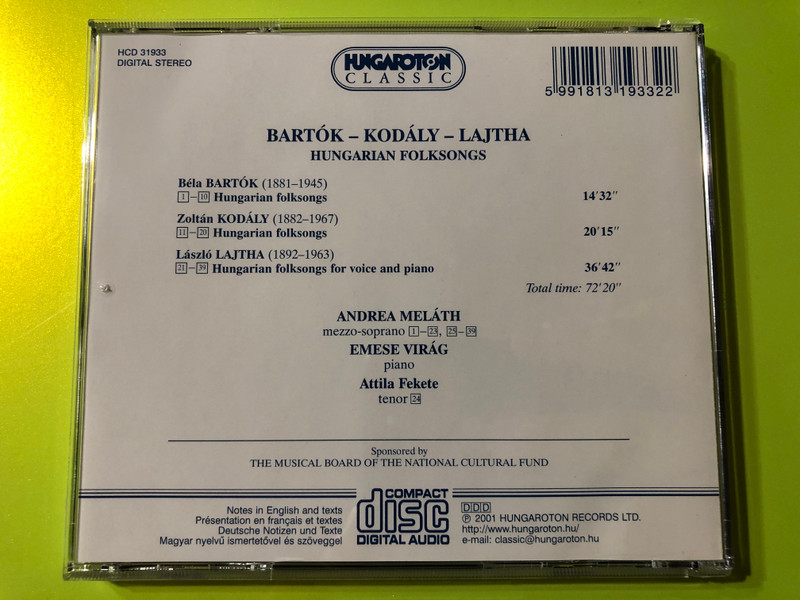 HCD 31933
DIGITAL STEREO
HUNGAROTON
CLASSIC
5 991813 193322
BARTÓK – KODÁLY – LAJTHA
HUNGARIAN FOLKSONGS
Béla BARTÓK (1881–1945)
1 – 10 Hungarian folksongs 14'32"
Zoltán KODÁLY (1882–1967)
11 – 20 Hungarian folksongs 20'15"
László LAJTHA (1892–1963)
21 – 39 Hungarian folksongs for voice and piano 36'42"
Total time: 72'20"
ANDREA MELÁTH
mezzo-soprano 1 – 23, 25 – 39
EMESE VIRÁG
piano
Attila Fekete
tenor 24
Sponsored by
THE MUSICAL BOARD OF THE NATIONAL CULTURAL FUND
Notes in English and texts
Présentation en français et textes
Deutsche Notizen und Texte
Magyar nyelvű ismertetővel és szöveggel
COMPACT
disc
DIGITAL AUDIO
DDD
℗ 2001 HUNGAROTON RECORDS LTD.
http://www.hungaroton.hu/
e-mail: classic@hungaroton.hu